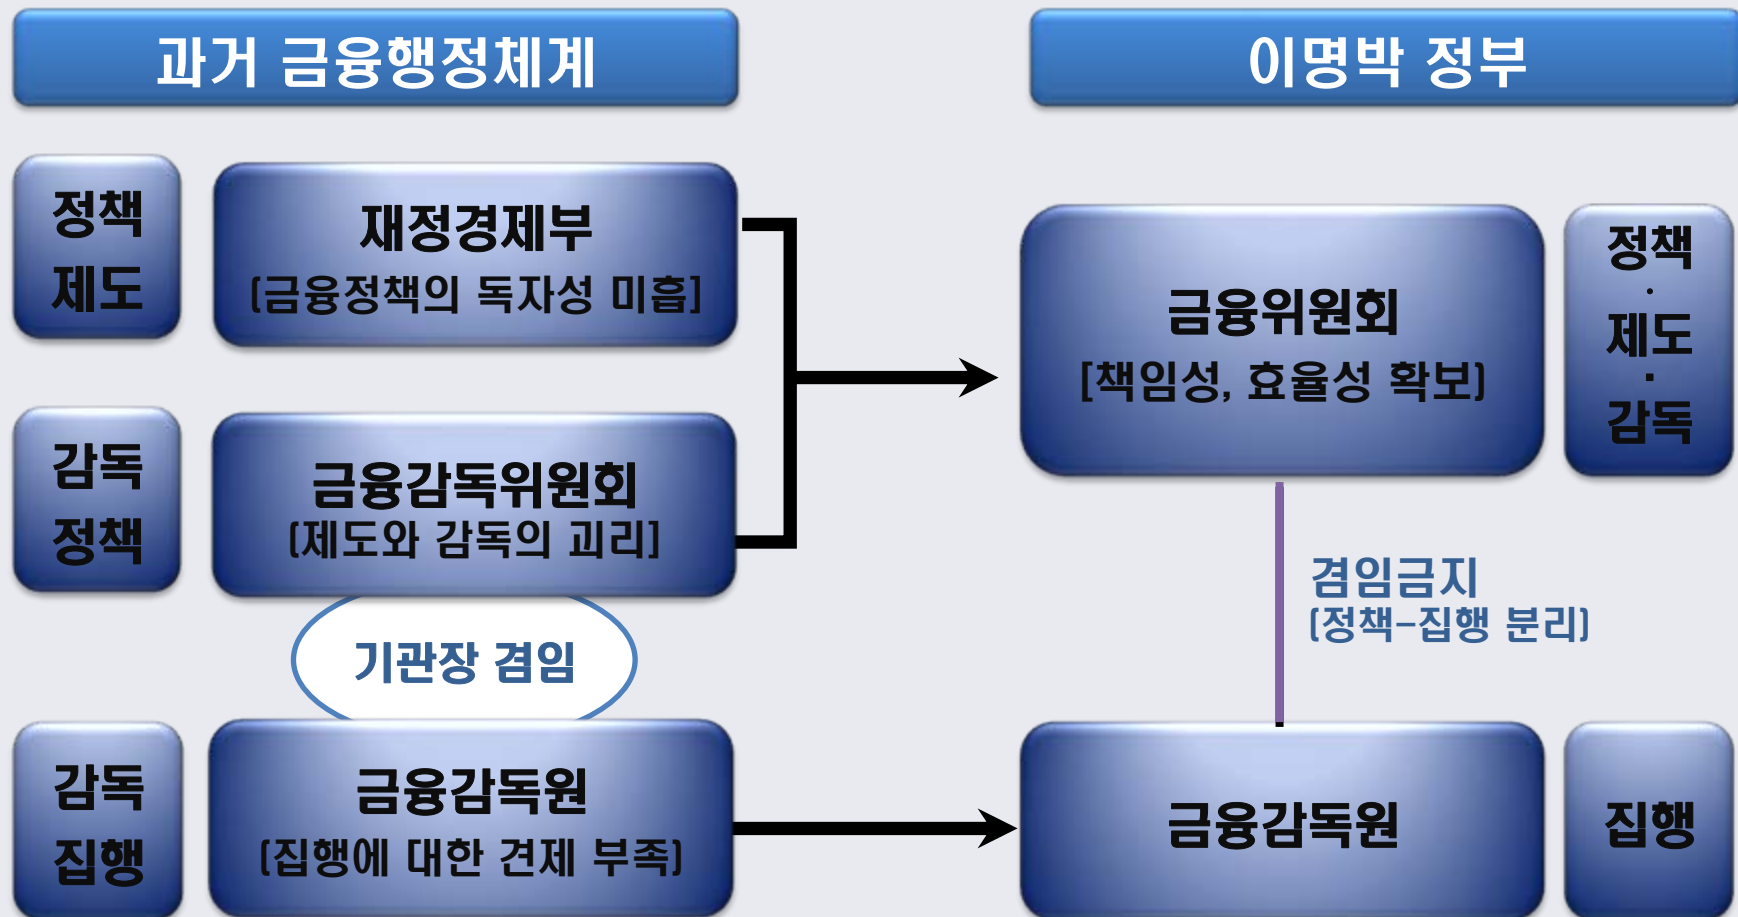 과거 금융행정체계
이명박 정부
정책
제도
재정경제부
(금융정책의 독자성 미흡)
감독
정책
금융감독위원회
(제도와 감독의 괴리)
기관장 겸임
감독
집행
금융감독원
(집행에 대한 견제 부족)
금융위원회
(책임성, 효율성 확보)
정책
·
제도
·
감독
겸임금지
(정책-집행 분리)
금융감독원
집행